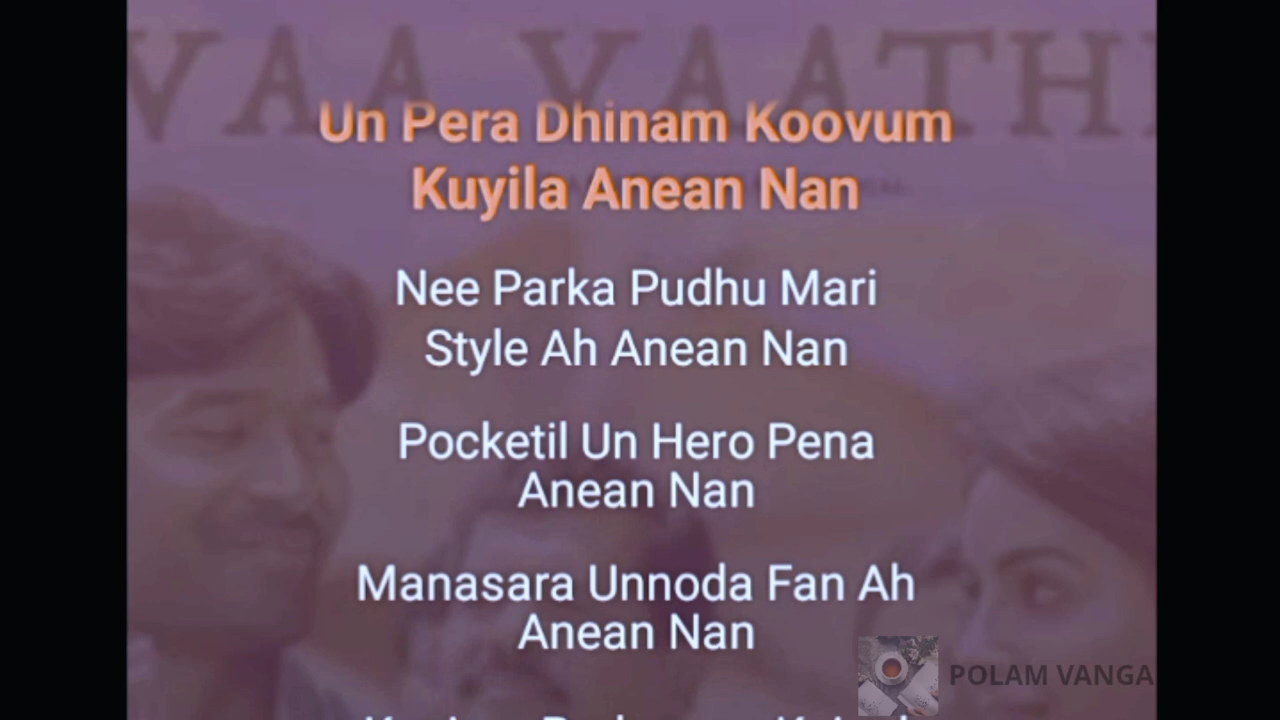 VAA VAATHI
Un Pera Dhinam Koovum
Kuyila Anean Nan
Nee Parka Pudhu Mari
Style Ah Anean Nan
Pocketil Un Hero Pena
Anean Nan
Manasara Unnoda Fan Ah
Anean Nan
POLAM VANGA